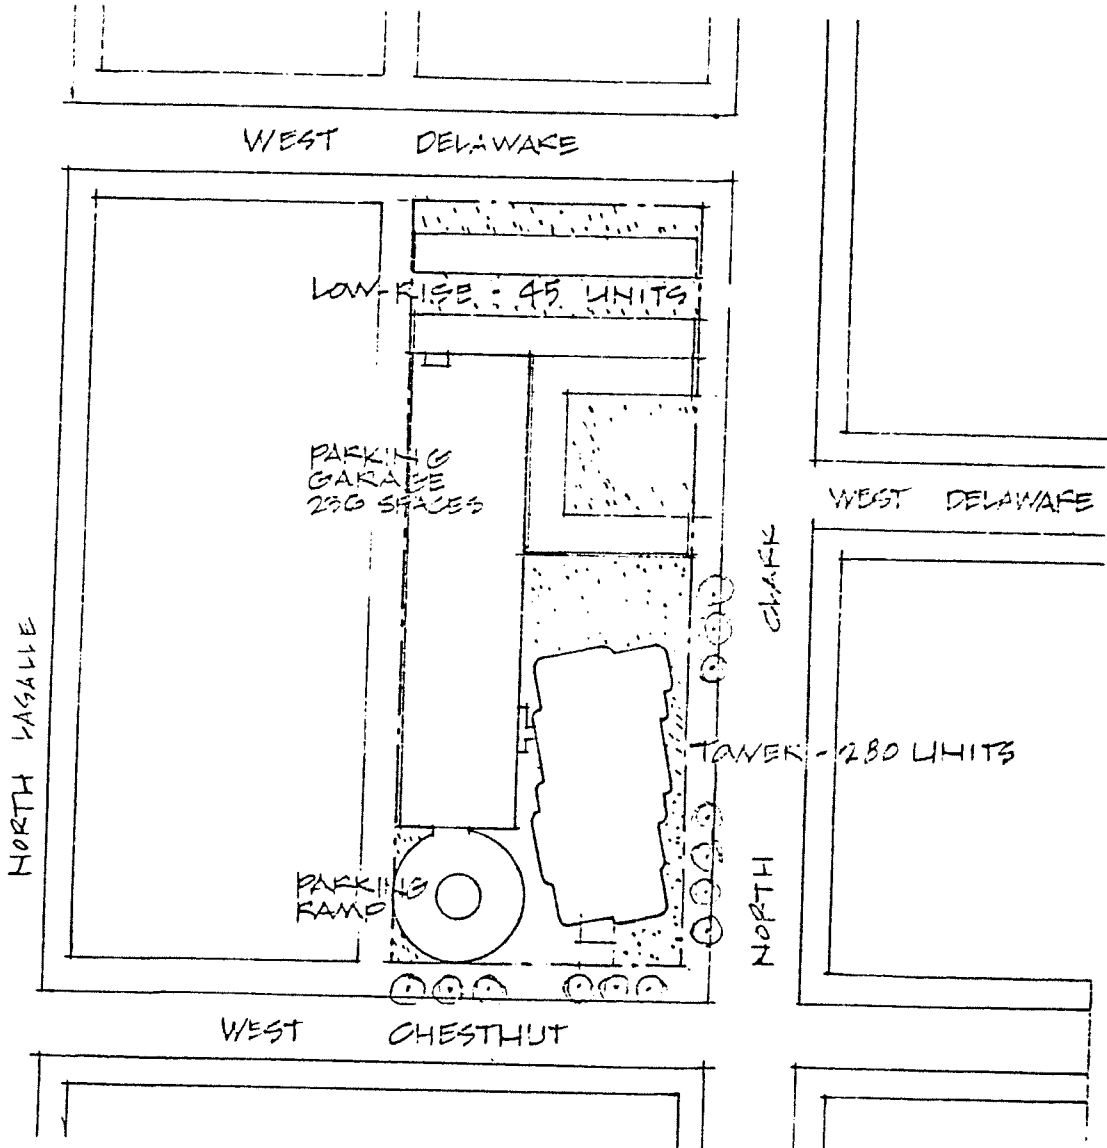 WEST DELAWARE
LOW-RISE - 45 UNITS
PARKING
GARAGE
236 SPACES
WEST DELAWARE
CLARK
NORTH LASALLE
TOWER - 280 UNITS
PARKING
RAMP
NORTH
WEST CHESTNUT